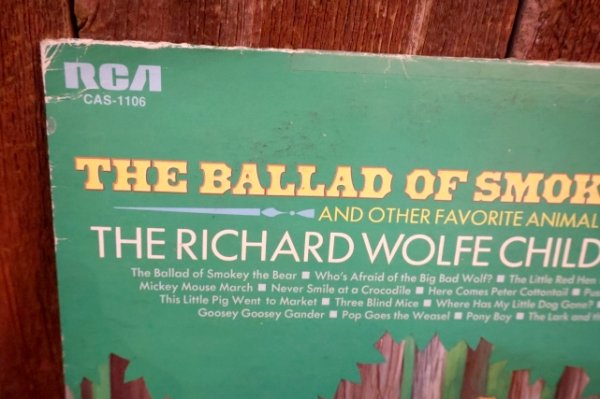 RCA
CAS-1106
THE BALLAD OF SMOK
AND OTHER FAVORITE ANIMAL
THE RICHARD WOLFE CHILD
The Ballad of Smokey the Bear ■ Who's Afraid of the Big Bad Wolf? ■ The Little Red Hen
Mickey Mouse March ■ Never Smile at a Crocodile ■ Here Comes Peter Cottontail ■
This Little Pig Went to Market ■ Three Blind Mice ■ Where Has My Little Dog Gone? ■
Goosey Goosey Gander ■ Pop Goes the Weasel ■ Pony Boy ■ The Lark and